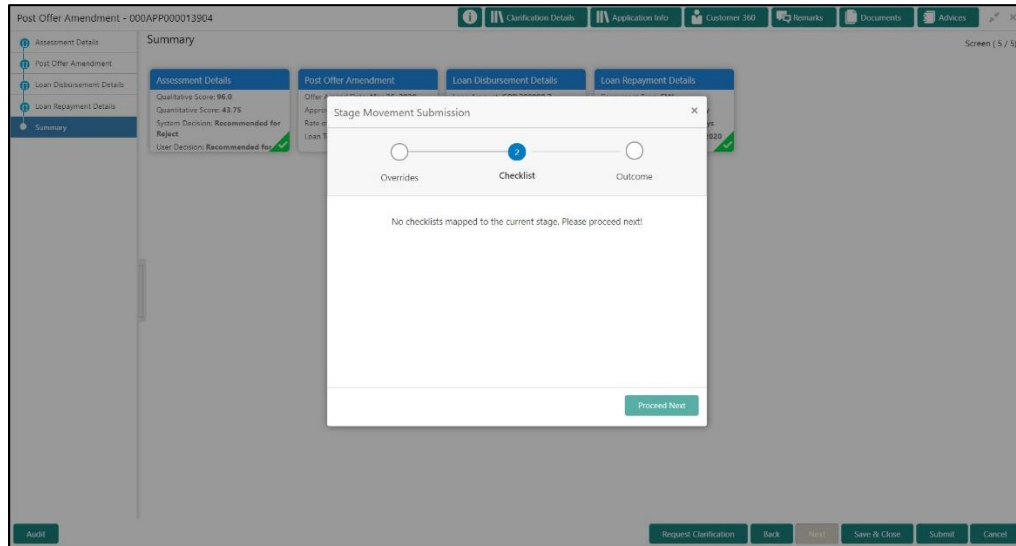 Post Offer Amendment - 000APP000013904
Clarification Details
Application Info
Customer 360
Remarks
Documents
Advices
Assessment Details
Post Offer Amendment
Loan Disbursement Details
Loan Repayment Details
Summary
Summary
Screen ( 5 / 5)
Assessment Details
Qualitative Score: 96.0
Quantitative Score: 43.75
System Decision: Recommended for
Reject
User Decision: Recommended for
Post Offer Amendment
Loan Disbursement Details
Loan Repayment Details
Stage Movement Submission
2
Overrides
Checklist
Outcome
No checklists mapped to the current stage. Please proceed next!
Proceed Next
Audit
Request Clarification
Back
Next
Save & Close
Submit
Cancel